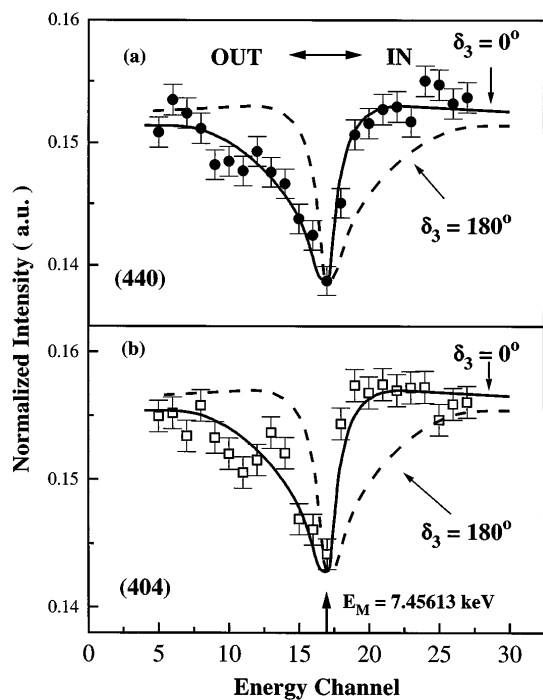 0.16
(a)
OUT
IN
δ₃ = 0°
0.15
δ₃ = 180°
0.14
(440)
Normalized Intensity ( a.u. )
0.16
(b)
δ₃ = 0°
0.15
δ₃ = 180°
(404)
E_M = 7.45613 keV
0.14
0 5 10 15 20 25 30
Energy Channel